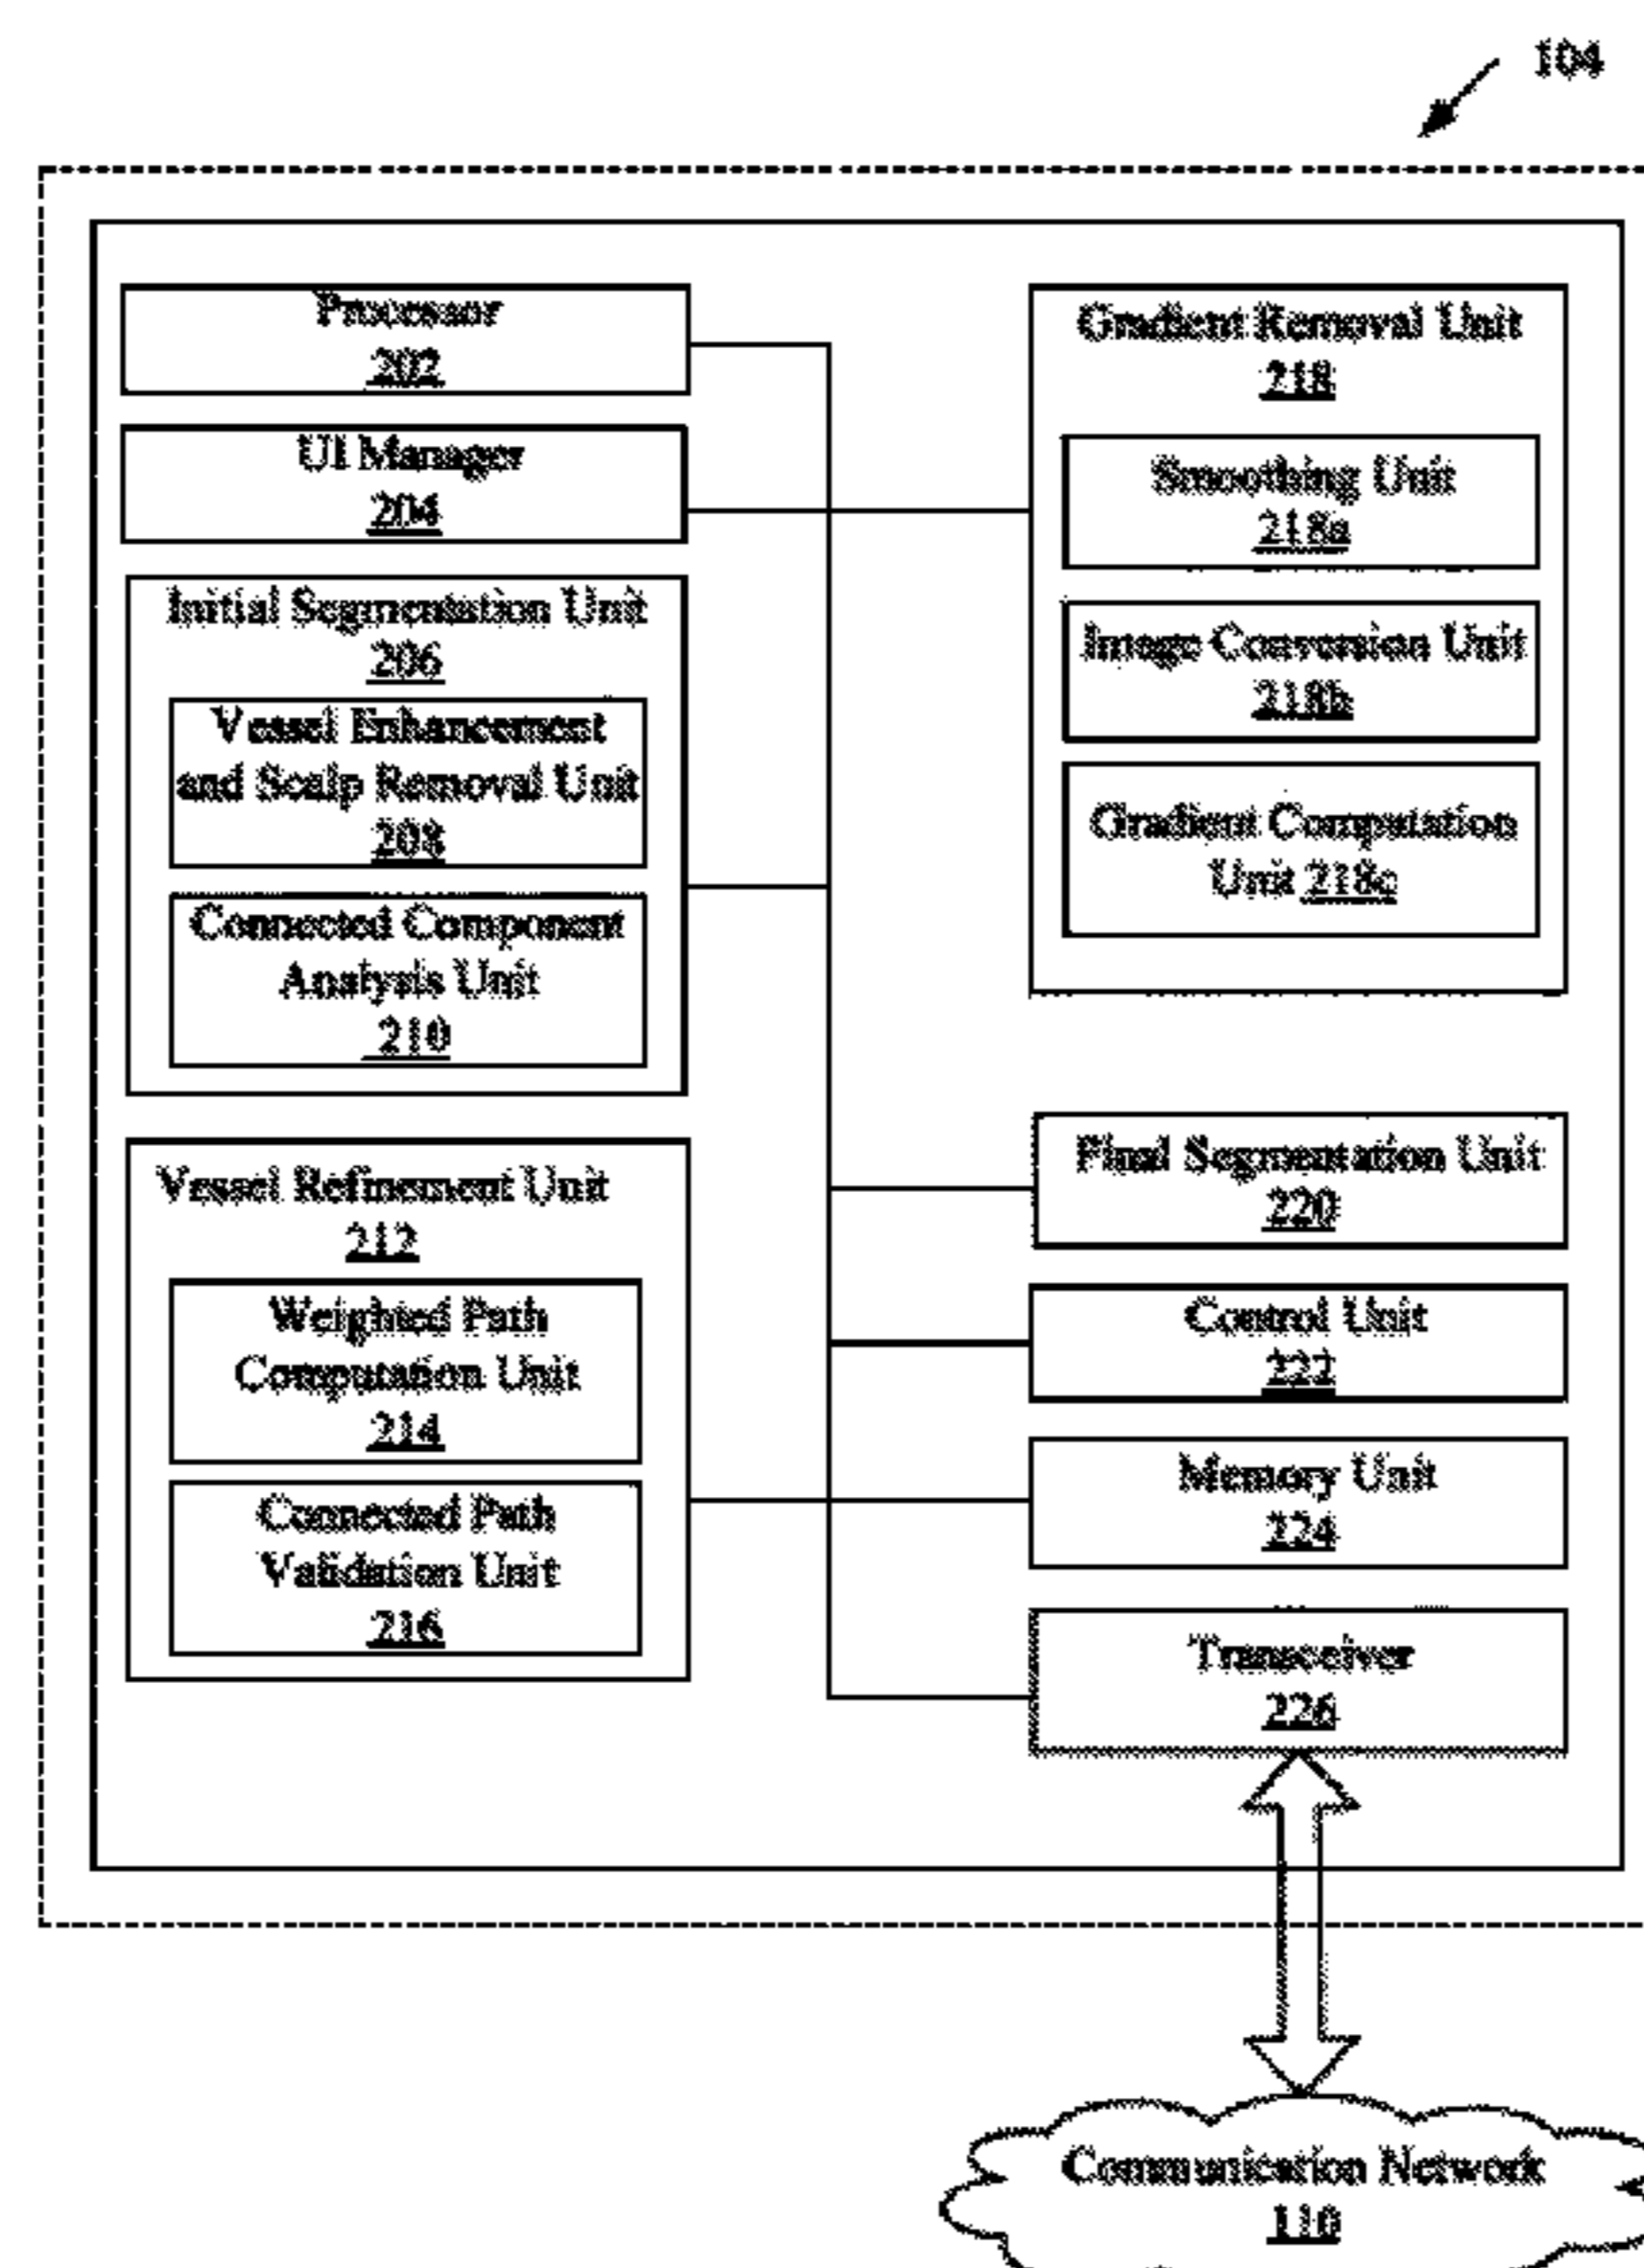 104
Processor
202
UI Manager
204
Initial Segmentation Unit
206
Vessel Enhancement
and Scalp Removal Unit
208
Connected Component
Analysis Unit
210
Vessel Refinement Unit
212
Weighted Path
Computation Unit
214
Connected Path
Validation Unit
216
Gradient Removal Unit
218
Smoothing Unit
218a
Image Conversion Unit
218b
Gradient Computation
Unit 218c
Final Segmentation Unit
220
Control Unit
222
Memory Unit
224
Transceiver
226
Communication Network
110